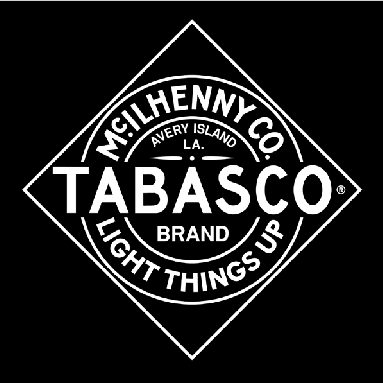 McILHENNY CO.
AVERY ISLAND
LA.
TABASCO®
BRAND
LIGHT THINGS UP